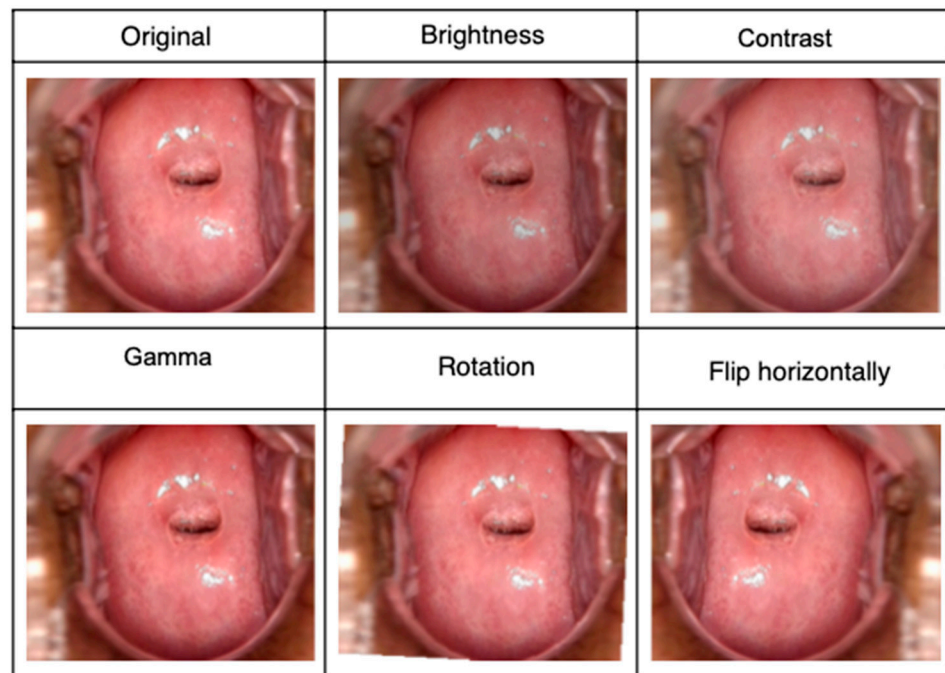 Original
Brightness
Contrast
Gamma
Rotation
Flip horizontally